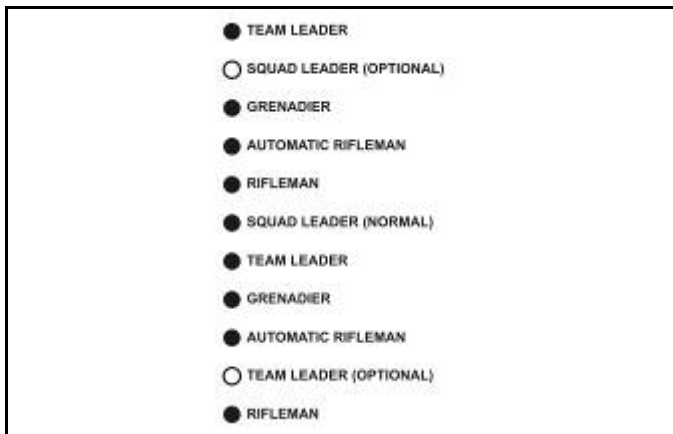 TEAM LEADER
SQUAD LEADER (OPTIONAL)
GRENADIER
AUTOMATIC RIFLEMAN
RIFLEMAN
SQUAD LEADER (NORMAL)
TEAM LEADER
GRENADIER
AUTOMATIC RIFLEMAN
TEAM LEADER (OPTIONAL)
RIFLEMAN